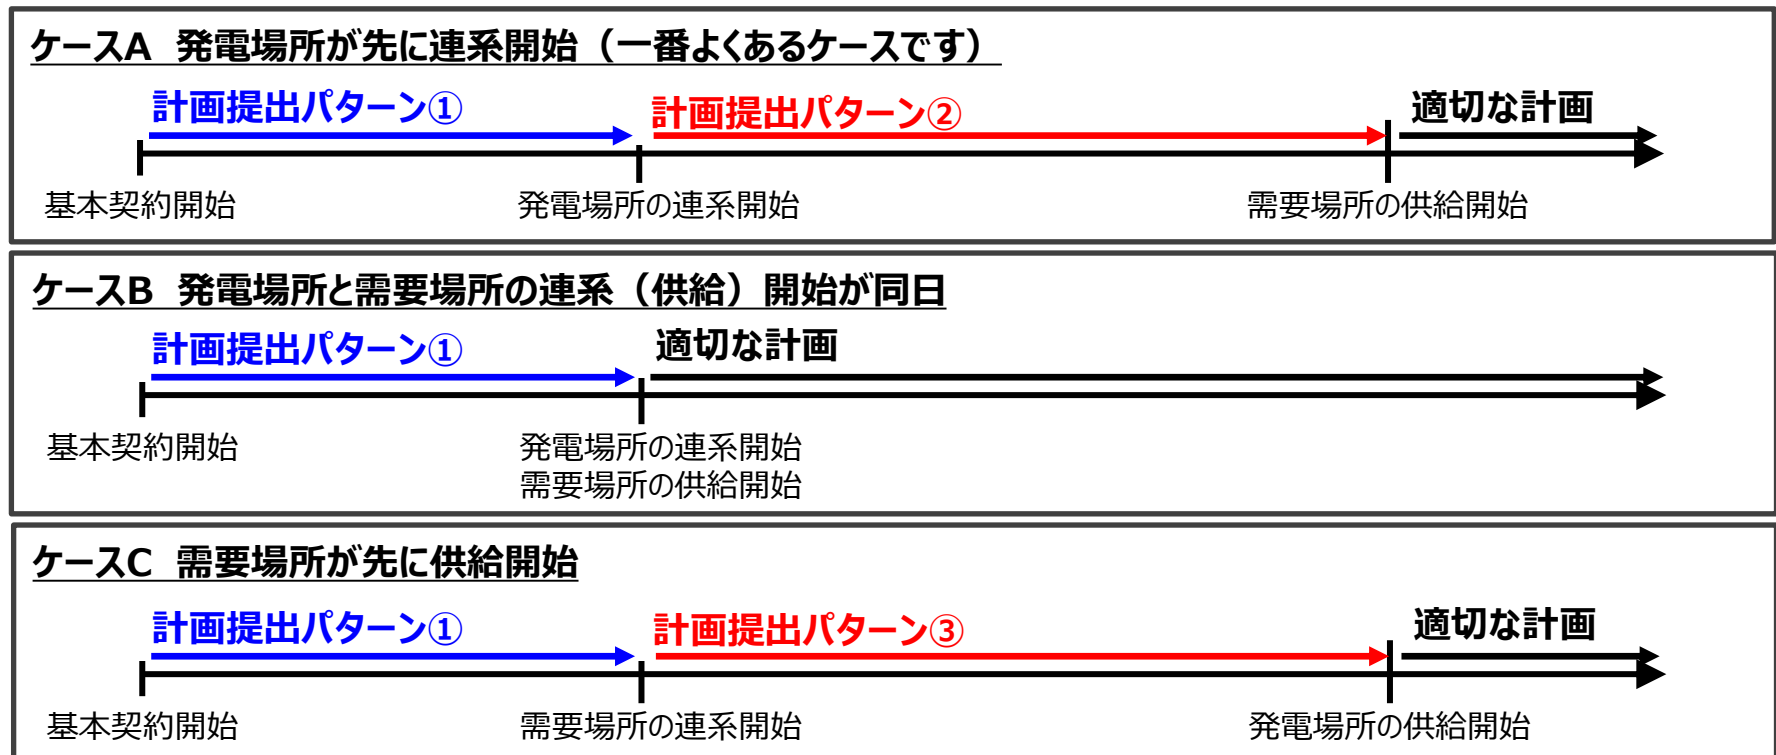 ケースA 発電場所が先に連系開始（一番よくあるケースです）
計画提出パターン①
計画提出パターン②
適切な計画
基本契約開始
発電場所の連系開始
需要場所の供給開始
ケースB 発電場所と需要場所の連系（供給）開始が同日
計画提出パターン①
適切な計画
基本契約開始
発電場所の連系開始
需要場所の供給開始
ケースC 需要場所が先に供給開始
計画提出パターン①
計画提出パターン③
適切な計画
基本契約開始
需要場所の連系開始
発電場所の供給開始